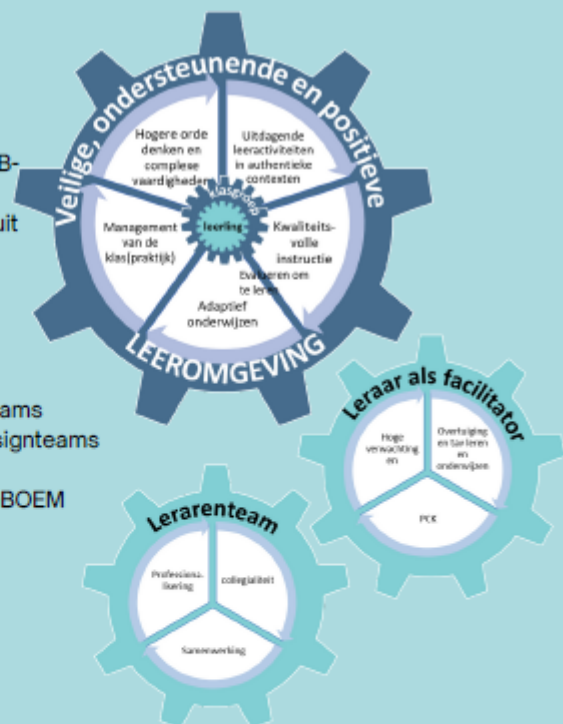 B-
uit
ams
signteams
BOEM
Veilige, ondersteunende en positieve
LEEROMGEVING
Hogere orde
denken en
complexe
vaardigheden
Uitdagende
leeractiviteiten
in authentieke
contexten
klasgroep
leerling
Management
van de
klas(praktijk)
Kwaliteits-
volle
instructie
Evalueren om
te leren
Adaptief
onderwijzen
Leraar als facilitator
Hoge
verwachting
en
Overtuiging
en tav leren
en
onderwijzen
PCK
Lerarenteam
Professiona-
lisering
collegialiteit
Samenwerking